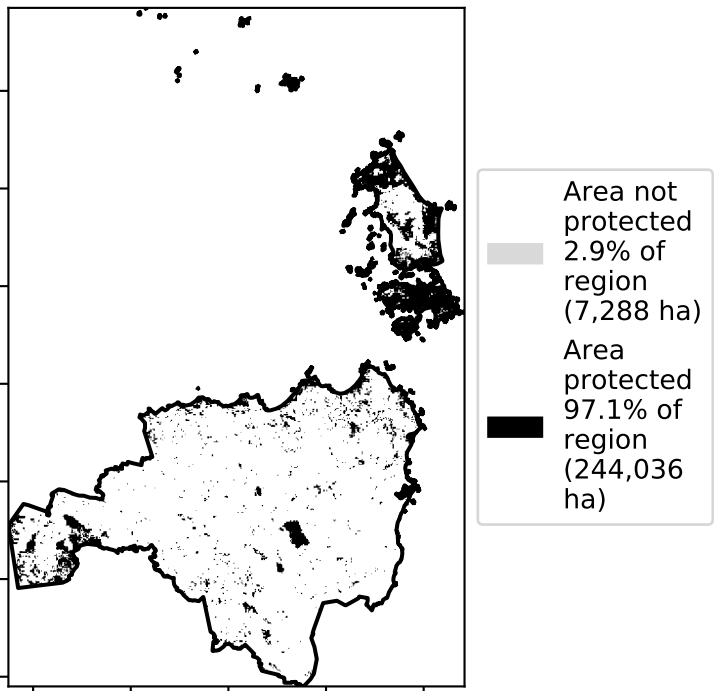 Area not
protected
2.9% of
region
(7,288 ha)
Area
protected
97.1% of
region
(244,036
ha)